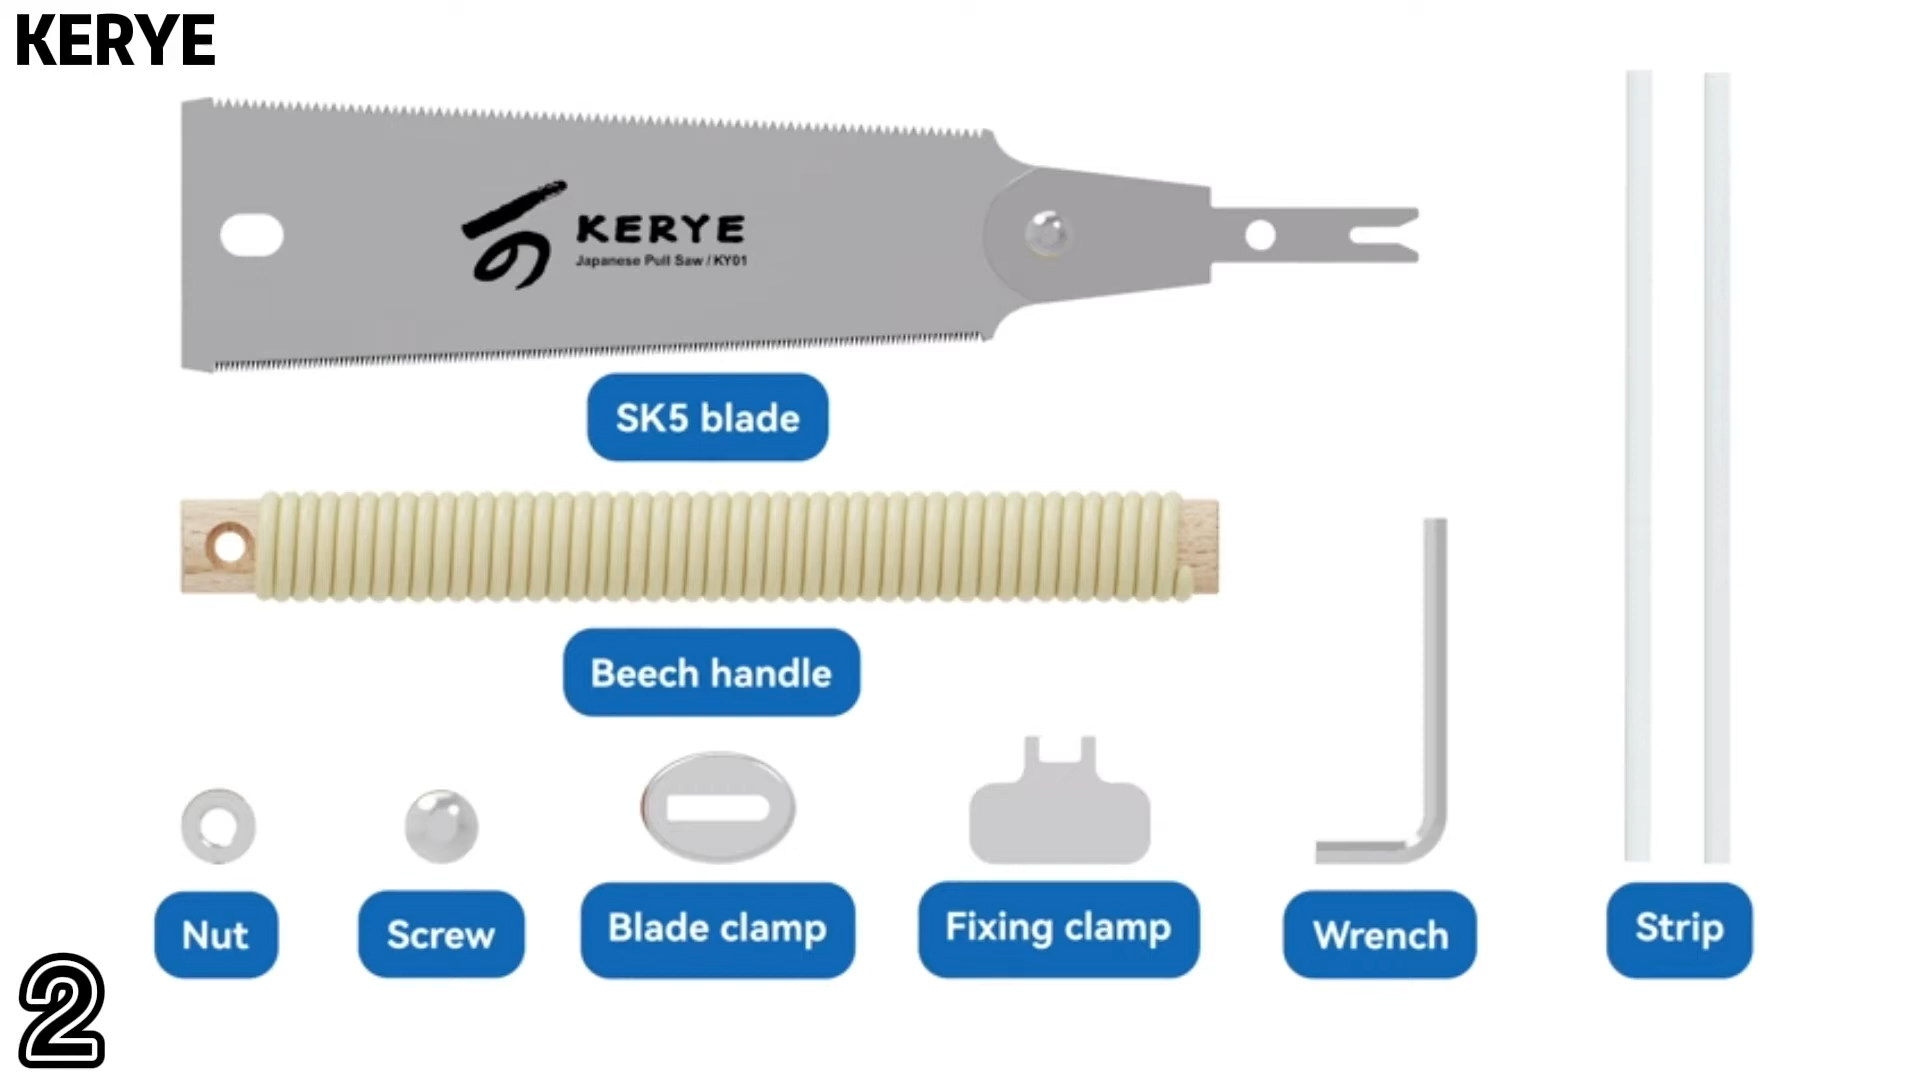 KERYE
KERYE
Japanese Pull Saw / KY01
SK5 blade
Beech handle
Nut
Screw
Blade clamp
Fixing clamp
Wrench
Strip
2